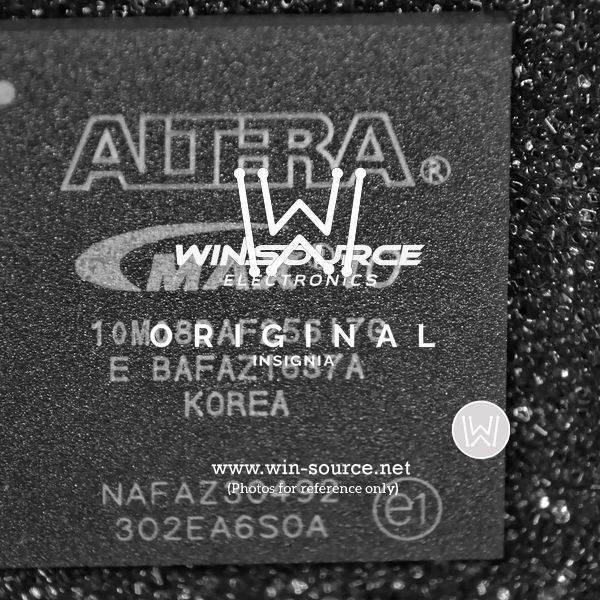 ALTERA®
WINSOURCE
ELECTRONICS
ORIGINAL
INSIGNIA
E
KOREA
www.win-source.net
(Photos for reference only)
302EA6S0A e1
W